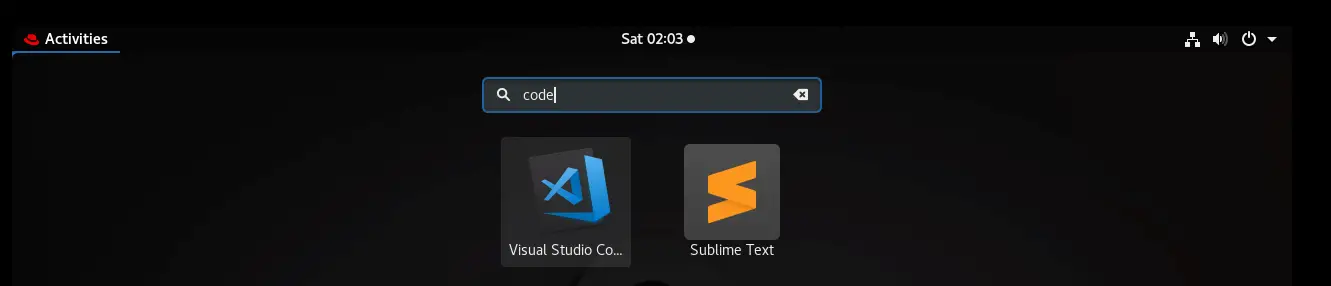 Activities
Sat 02:03
code
Visual Studio Co...
Sublime Text